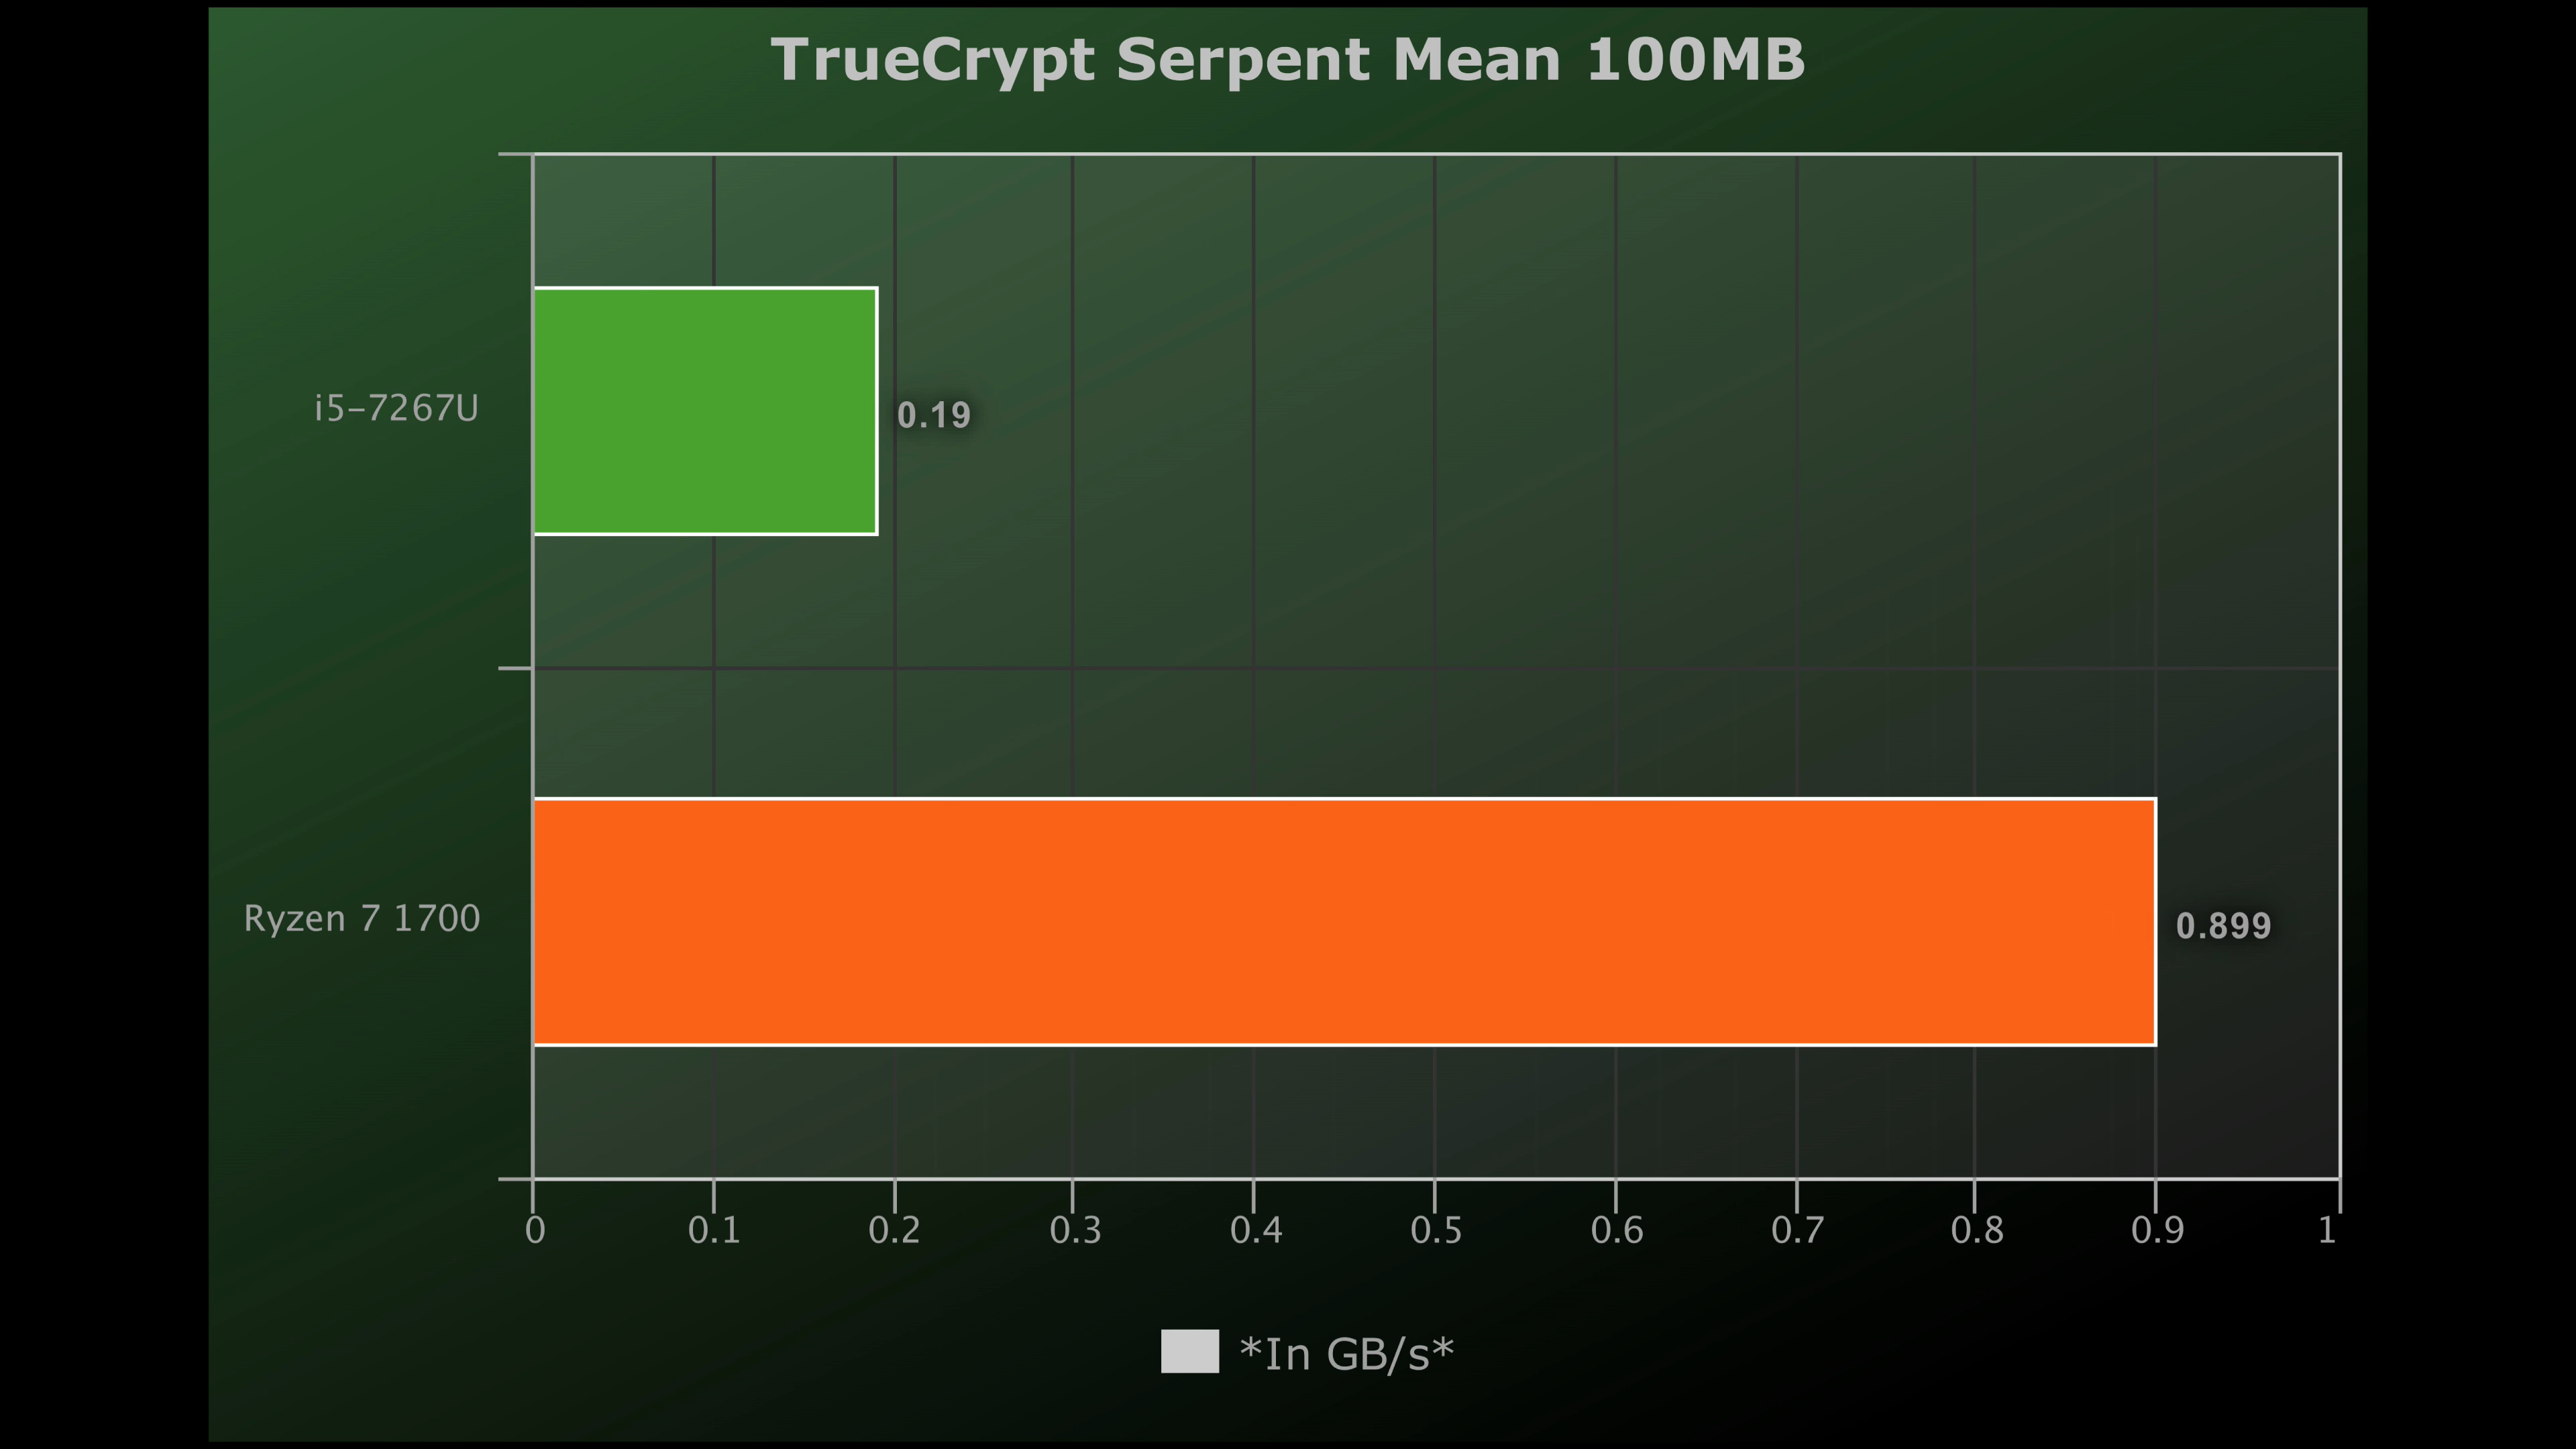 TrueCrypt Serpent Mean 100MB
i5-7267U
0.19
Ryzen 7 1700
0.899
0 0.1 0.2 0.3 0.4 0.5 0.6 0.7 0.8 0.9 1
*In GB/s*